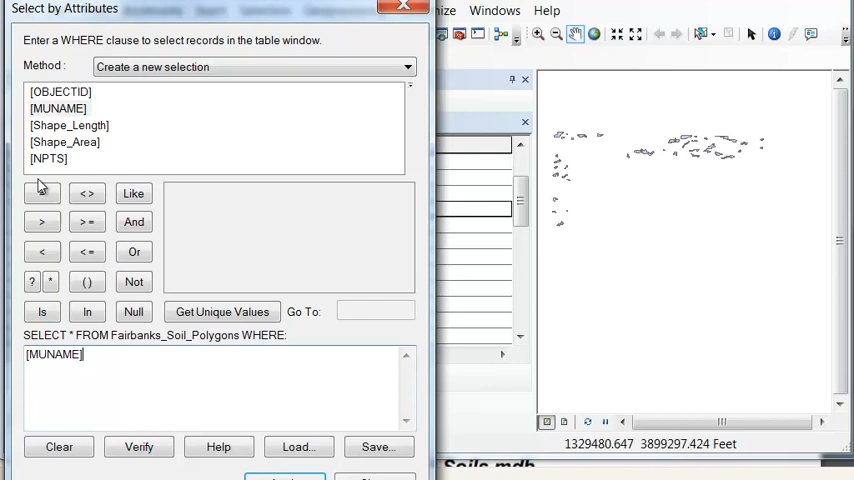 Select by Attributes
mize Windows Help
Enter a WHERE clause to select records in the table window.
Method : Create a new selection
[OBJECTID]
[MUNAME]
[Shape_Length]
[Shape_Area]
[NPTS]
= < > Like
> > = And
< < = Or
? * ( ) Not
Is In Null Get Unique Values Go To:
SELECT * FROM Fairbanks_Soil_Polygons WHERE:
[MUNAME]
Clear Verify Help Load... Save...
1329480.647 3899297.424 Feet
Soils.mdb